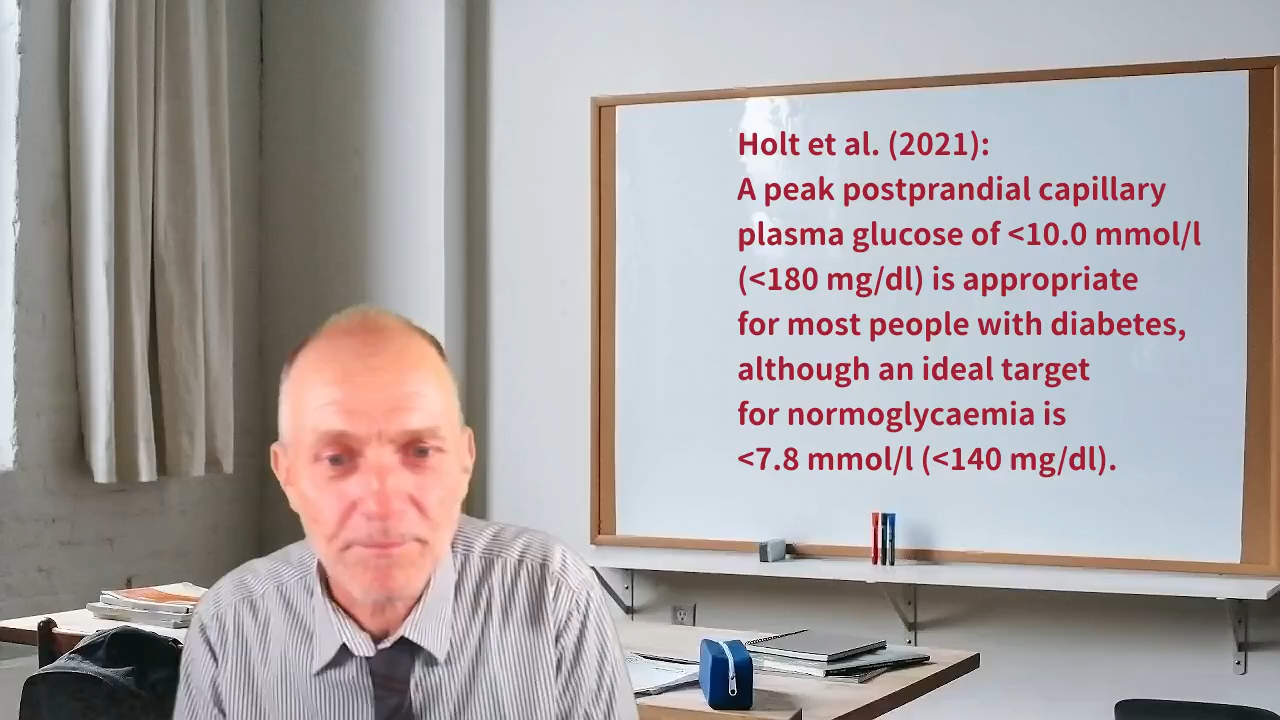 Holt et al. (2021):
A peak postprandial capillary
plasma glucose of <10.0 mmol/l
(<180 mg/dl) is appropriate
for most people with diabetes,
although an ideal target
for normoglycaemia is
<7.8 mmol/l (<140 mg/dl).